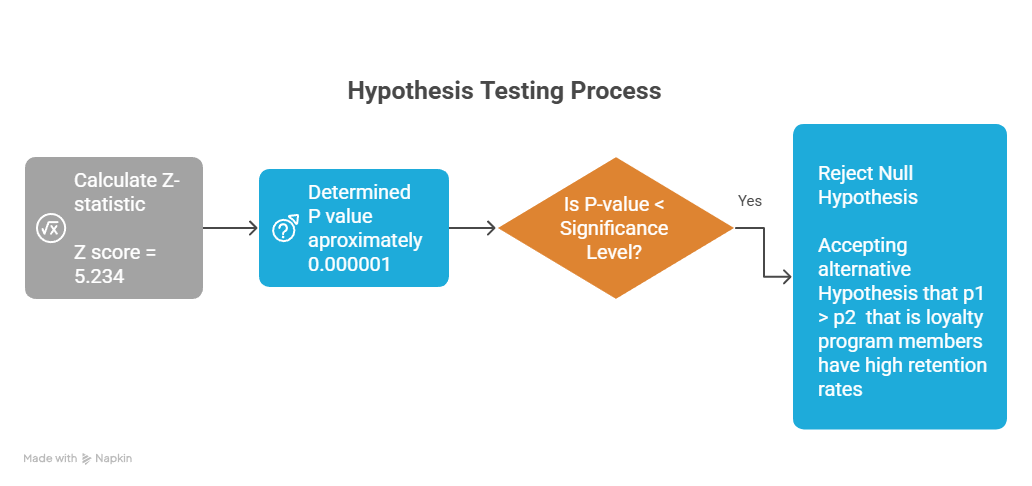 Hypothesis Testing Process
Calculate Z-
statistic
Z score =
5.234
Determined
P value
aproximately
0.000001
Is P-value <
Significance
Level?
Yes
Reject Null
Hypothesis
Accepting
alternative
Hypothesis that p1
> p2 that is loyalty
program members
have high retention
rates
Made with Napkin